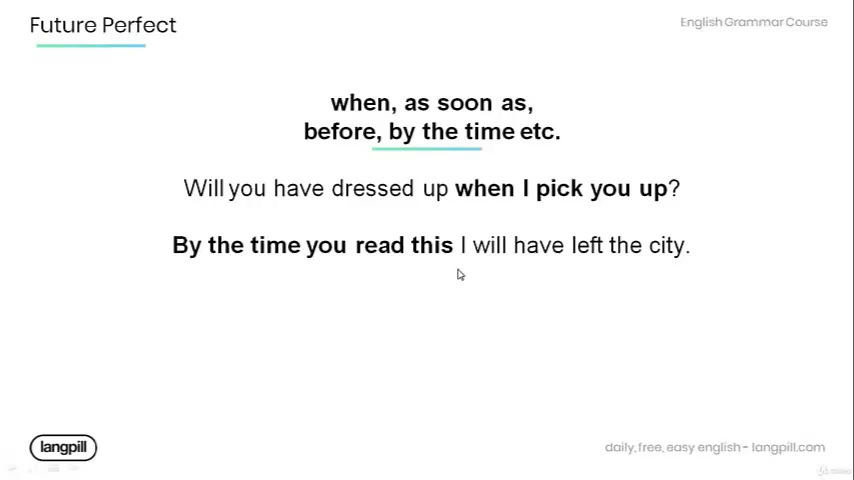 Future Perfect
English Grammar Course
when, as soon as,
before, by the time etc.
Will you have dressed up when I pick you up?
By the time you read this I will have left the city.
langpill
daily, free, easy english - langpill.com